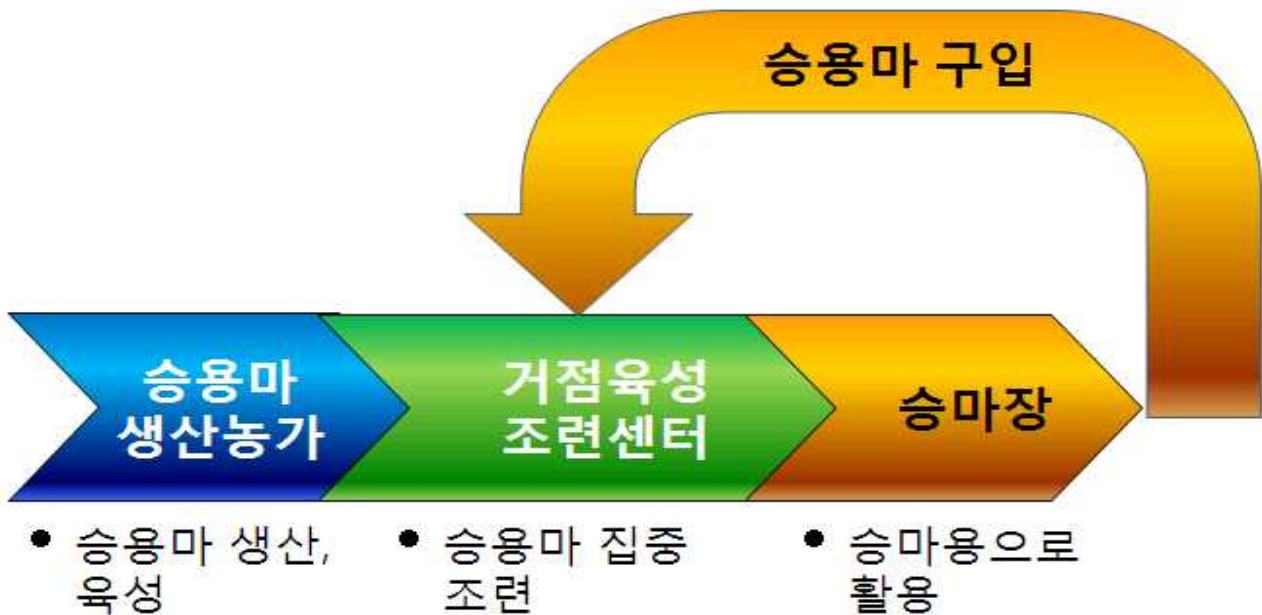 승용마 구입
승용마
생산농가
거점육성
조련센터
승마장
• 승용마 생산,
육성
• 승용마 집중
조련
• 승마용으로
활용